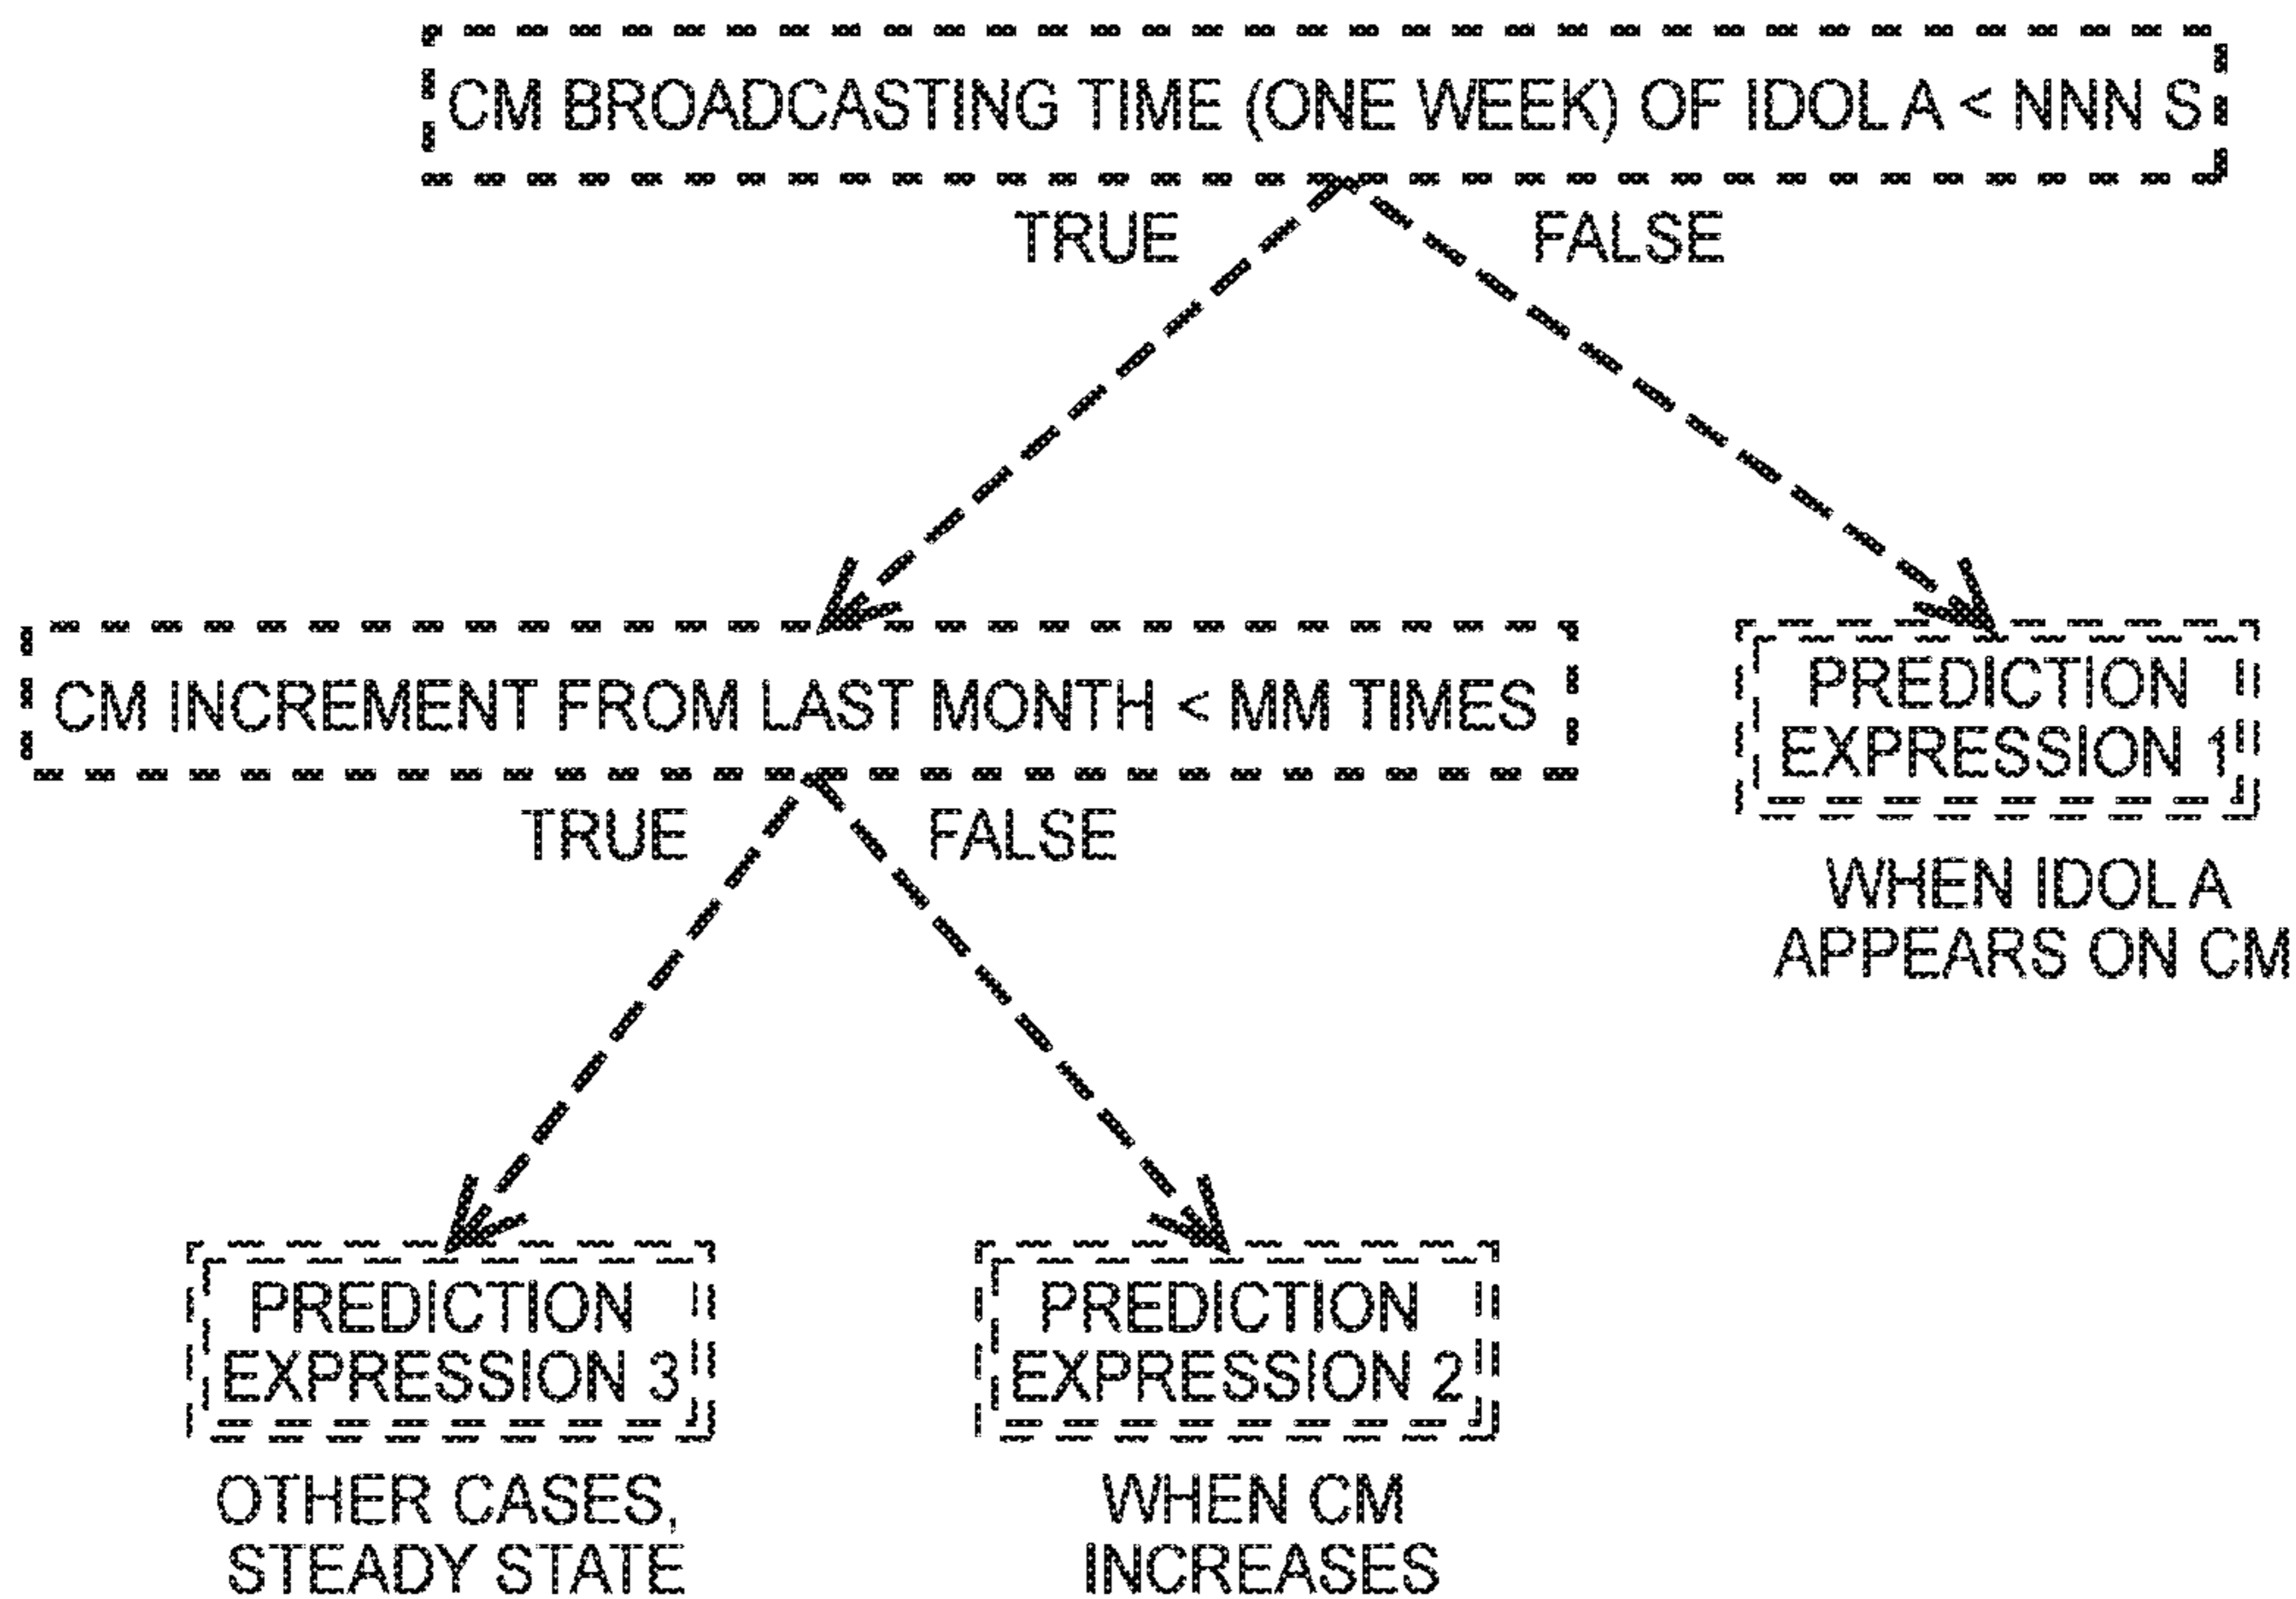 CM BROADCASTING TIME (ONE WEEK) OF IDOL A < NNN S
TRUE
FALSE
CM INCREMENT FROM LAST MONTH < MM TIMES
PREDICTION
EXPRESSION 1
TRUE
FALSE
WHEN IDOL A
APPEARS ON CM
PREDICTION
EXPRESSION 3
PREDICTION
EXPRESSION 2
OTHER CASES,
STEADY STATE
WHEN CM
INCREASES